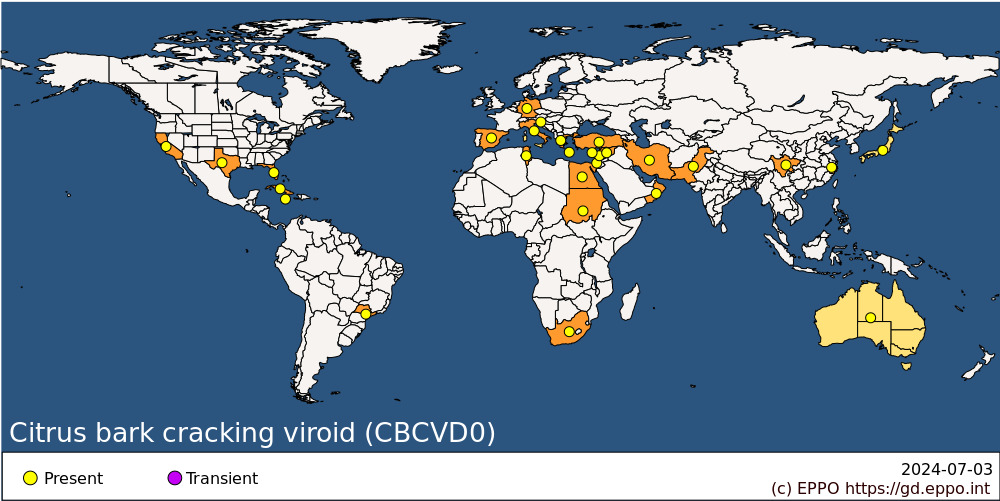 Citrus bark cracking viroid (CBCVD0)
Present
Transient
2024-07-03
(c) EPPO https://gd.eppo.int